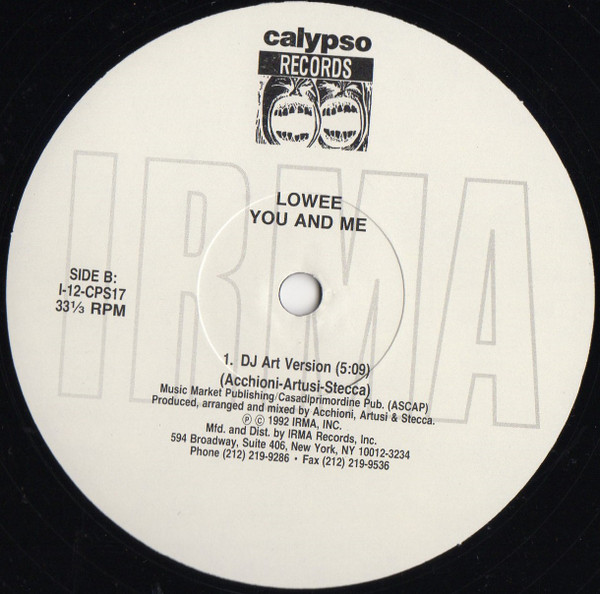 calypso
RECORDS
IRMA
LOWEE
YOU AND ME
SIDE B:
I-12-CPS17
33⅓ RPM
1. DJ Art Version (5:09)
(Acchioni-Artusi-Stecca)
Music Market Publishing/Casadiprimordine Pub. (ASCAP)
Produced, arranged and mixed by Acchioni, Artusi & Stecca.
℗ © 1992 IRMA, INC.
Mfd. and Dist. by IRMA Records, Inc.
594 Broadway, Suite 406, New York, NY 10012-3234
Phone (212) 219-9286 • Fax (212) 219-9536